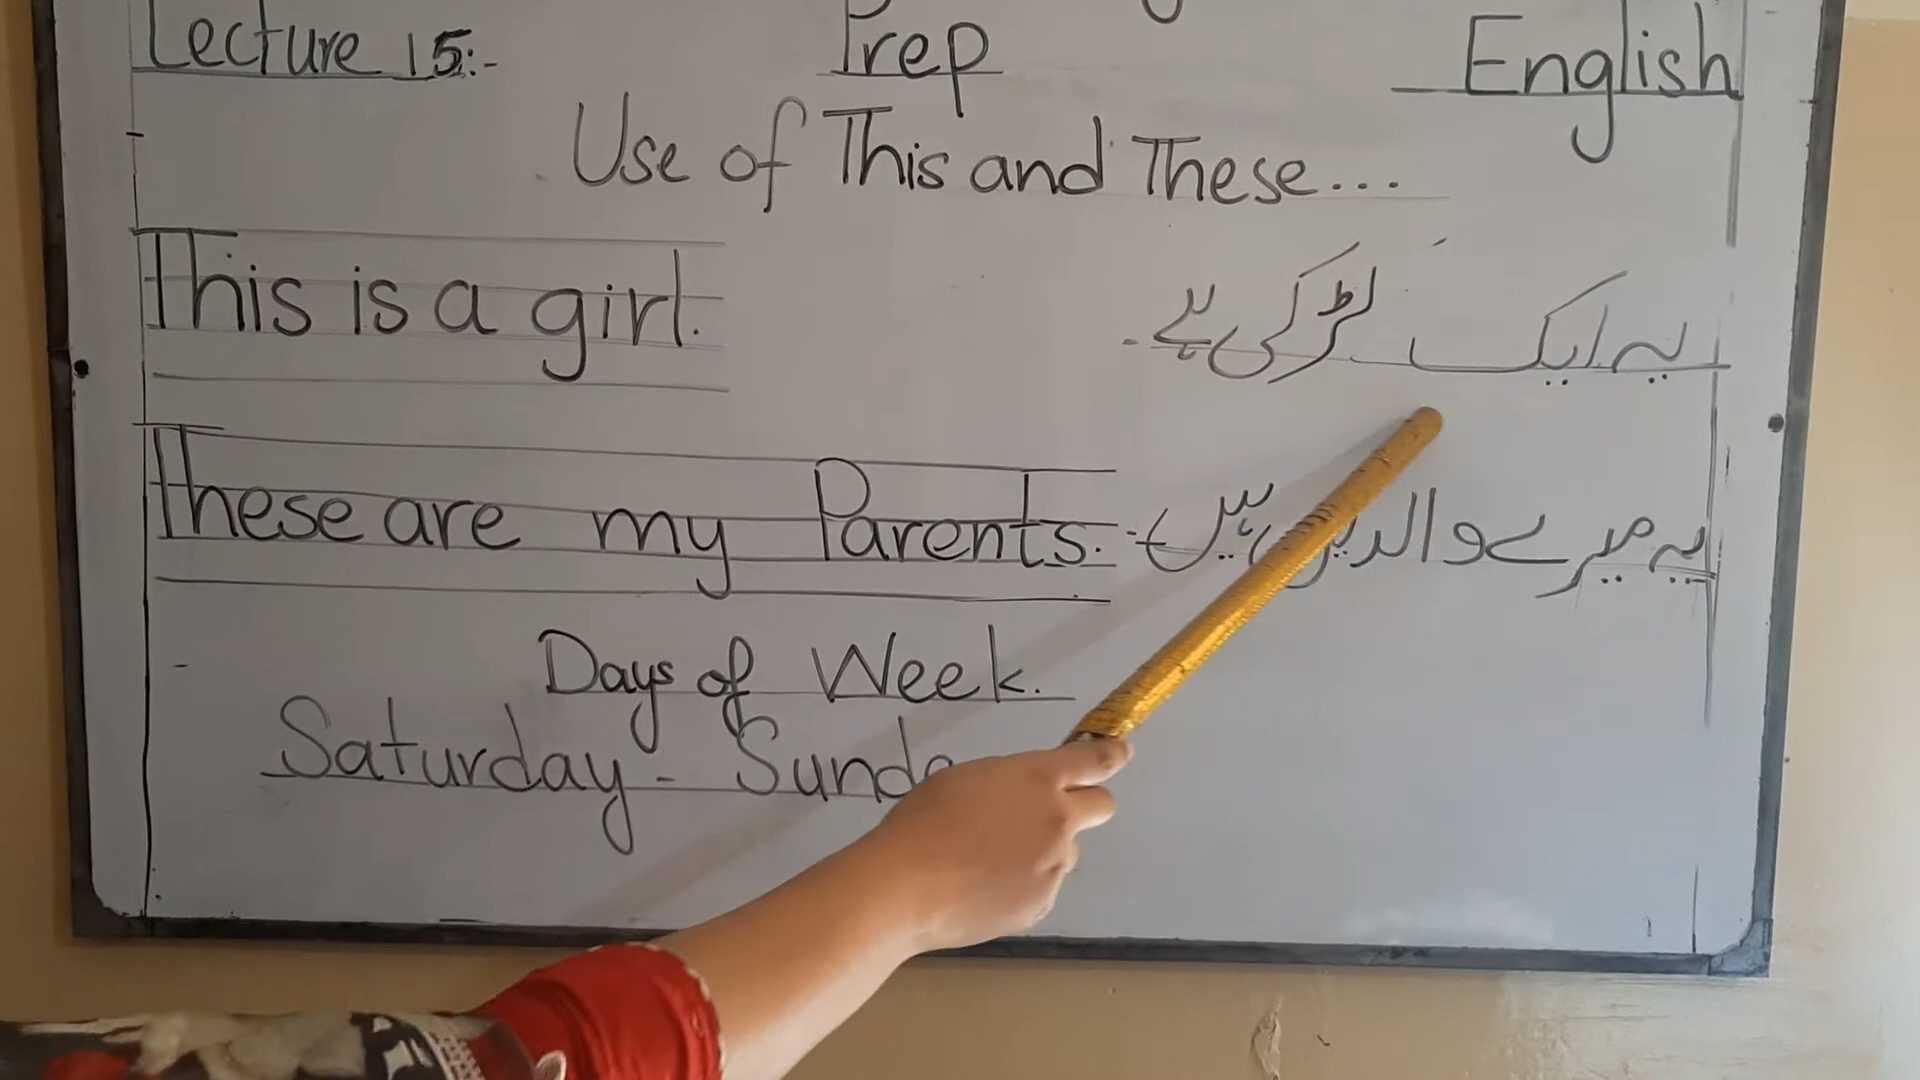 Lecture 15:- Prep English
Use of This and These...
This is a girl. یہ ایک لڑکی ہے۔
These are my Parents. یہ میرے والدین ہیں۔
Days of Week.
Saturday - Sunda